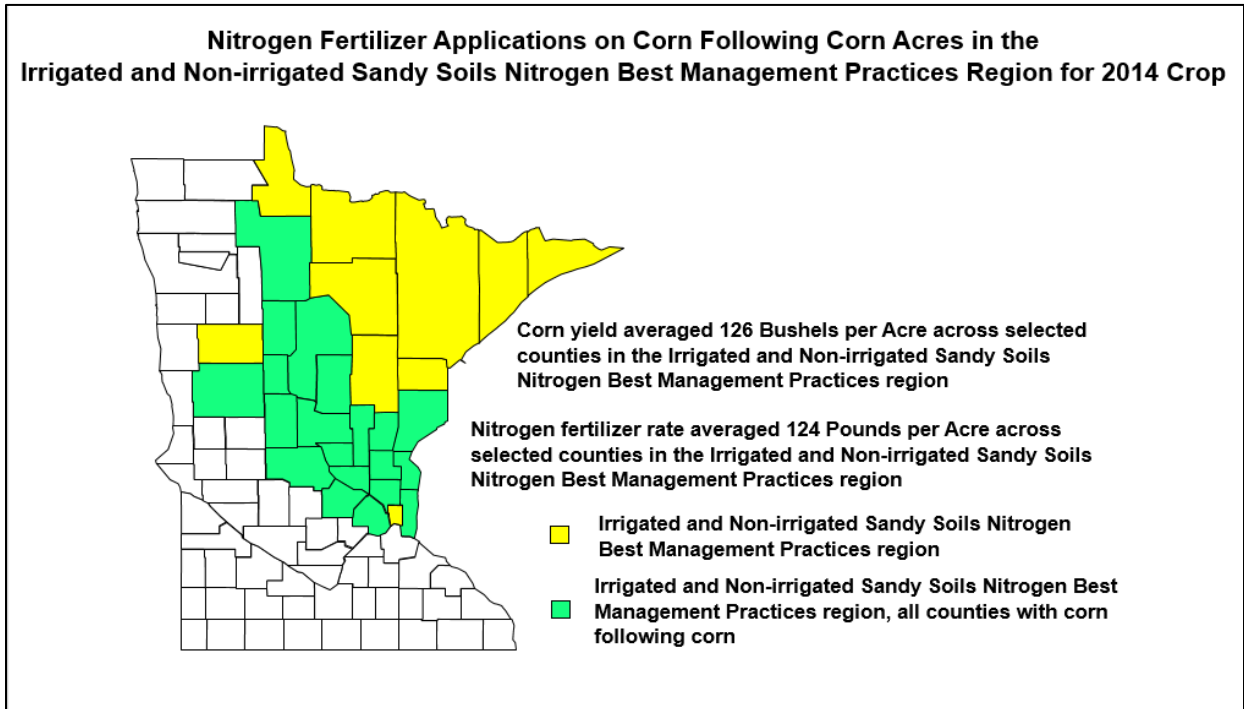 Nitrogen Fertilizer Applications on Corn Following Corn Acres in the
Irrigated and Non-irrigated Sandy Soils Nitrogen Best Management Practices Region for 2014 Crop
Corn yield averaged 126 Bushels per Acre across selected
counties in the Irrigated and Non-irrigated Sandy Soils
Nitrogen Best Management Practices region
Nitrogen fertilizer rate averaged 124 Pounds per Acre across
selected counties in the Irrigated and Non-irrigated Sandy Soils
Nitrogen Best Management Practices region
Irrigated and Non-irrigated Sandy Soils Nitrogen
Best Management Practices region
Irrigated and Non-irrigated Sandy Soils Nitrogen Best
Management Practices region, all counties with corn
following corn